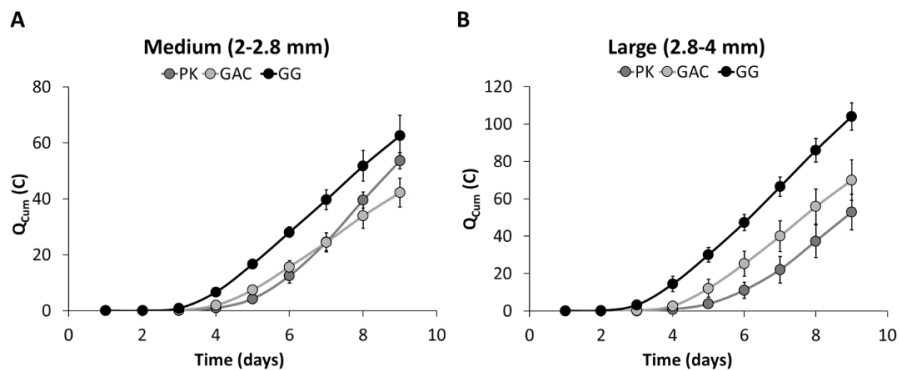 A
Medium (2-2.8 mm)
PK GAC GG
80
60
40
20
0
0 2 4 6 8 10
Q_Cum (C)
Time (days)
B
Large (2.8-4 mm)
PK GAC GG
120
100
80
60
40
20
0
0 2 4 6 8 10
Q_Cum (C)
Time (days)